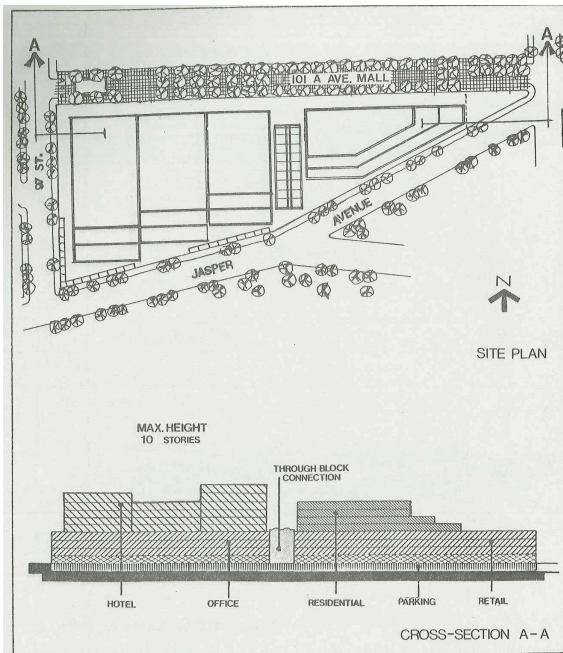 A
A
101 A AVE. MALL
97 ST.
JASPER
AVENUE
N
SITE PLAN
MAX. HEIGHT
10 STORIES
THROUGH BLOCK
CONNECTION
HOTEL
OFFICE
RESIDENTIAL
PARKING
RETAIL
CROSS-SECTION A-A